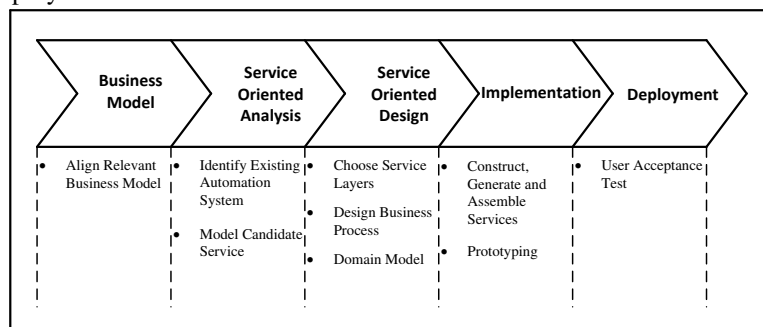 Business
Model
Service
Oriented
Analysis
Service
Oriented
Design
Implementation
Deployment
• Align Relevant
Business Model
• Identify Existing
Automation
System
• Model Candidate
Service
• Choose Service
Layers
• Design Business
Process
• Domain Model
• Construct,
Generate and
Assemble
Services
• Prototyping
• User Acceptance
Test